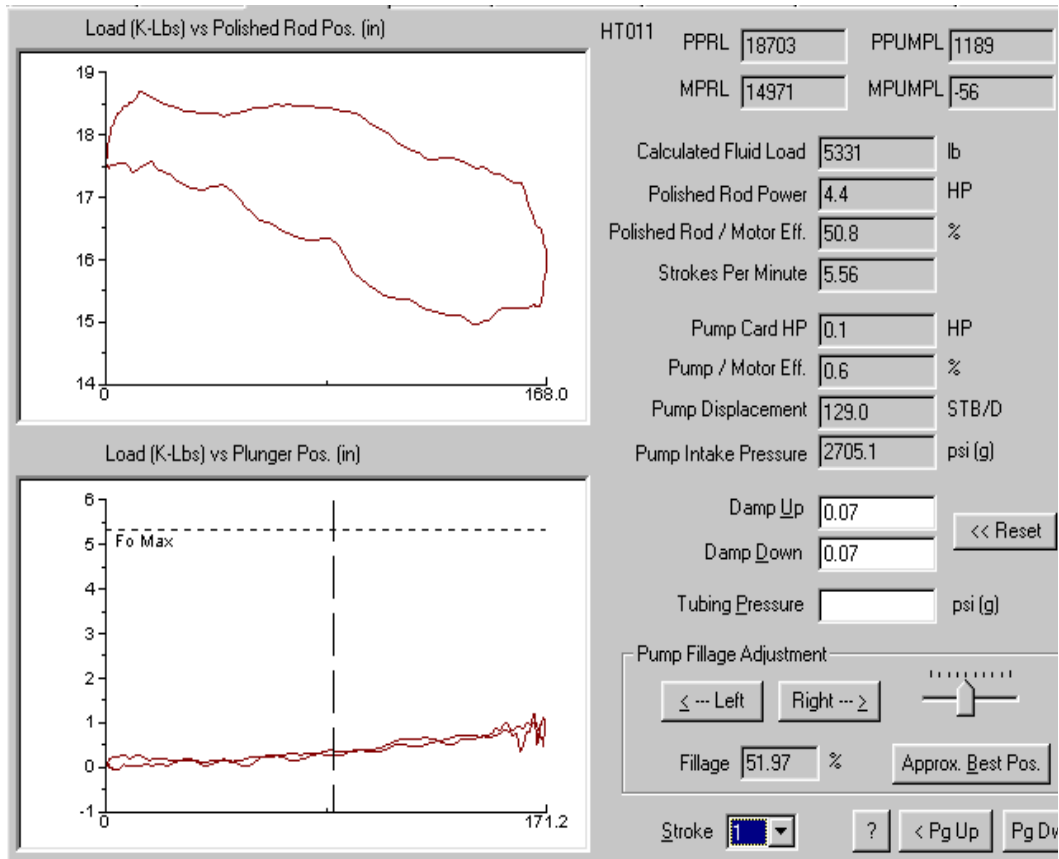 Load (K-Lbs) vs Polished Rod Pos. (in)
19
18
17
16
15
14
0
168.0
Load (K-Lbs) vs Plunger Pos. (in)
6
5
4
3
2
1
0
-1
Fo Max
0
171.2
HT011
PPRL 18703 PPUMPL 1189
MPRL 14971 MPUMPL -56
Calculated Fluid Load 5331 lb
Polished Rod Power 4.4 HP
Polished Rod / Motor Eff. 50.8 %
Strokes Per Minute 5.56
Pump Card HP 0.1 HP
Pump / Motor Eff. 0.6 %
Pump Displacement 129.0 STB/D
Pump Intake Pressure 2705.1 psi (g)
Damp Up 0.07
<< Reset
Damp Down 0.07
Tubing Pressure psi (g)
Pump Fillage Adjustment
< --- Left Right --- >
Fillage 51.97 % Approx. Best Pos.
Stroke 1 ? < Pg Up Pg Dw